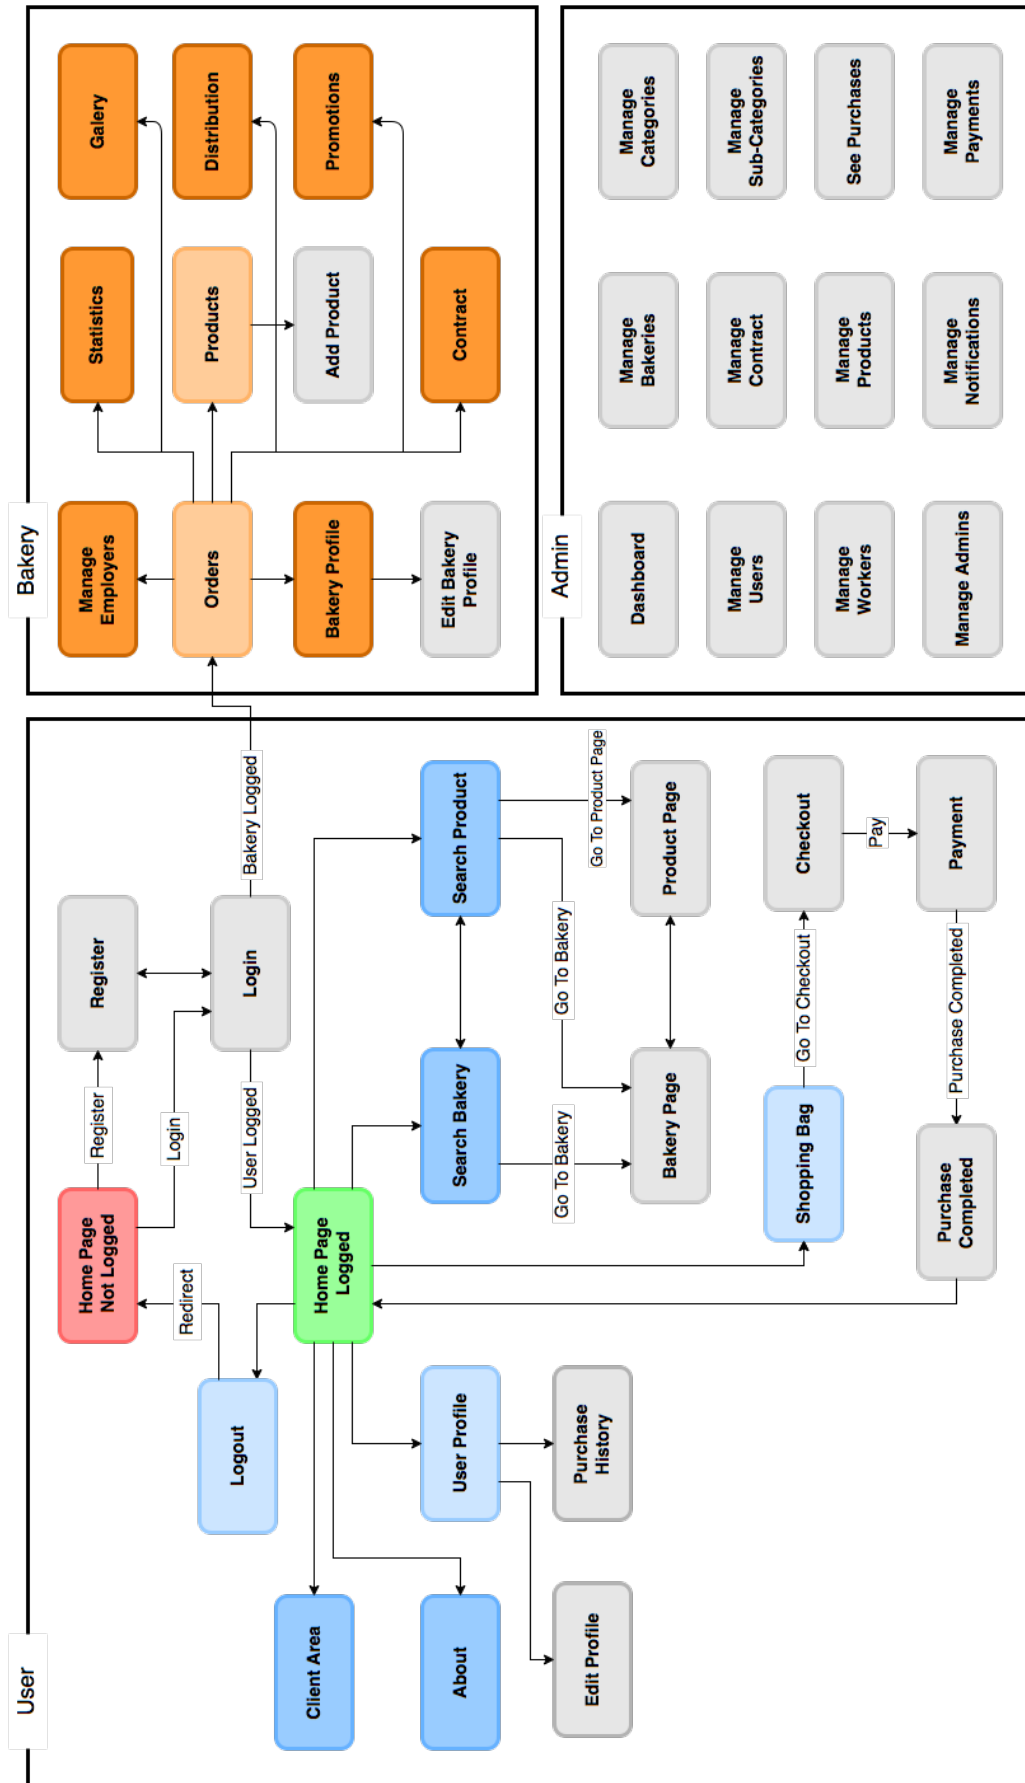 User
Home Page
Not Logged
Register
Register
Login
Login
User Logged
Bakery Logged
Redirect
Logout
Home Page
Logged
Client Area
About
User Profile
Edit Profile
Purchase
History
Search Bakery
Search Product
Go To Bakery
Go To Bakery
Go To Product Page
Bakery Page
Product Page
Shopping Bag
Go To Checkout
Checkout
Pay
Payment
Purchase Completed
Purchase
Completed
Bakery
Manage
Employers
Statistics
Galery
Orders
Products
Distribution
Bakery Profile
Add Product
Promotions
Edit Bakery
Profile
Contract
Admin
Dashboard
Manage
Bakeries
Manage
Categories
Manage
Users
Manage
Contract
Manage
Sub-Categories
Manage
Workers
Manage
Products
See Purchases
Manage Admins
Manage
Notifications
Manage
Payments